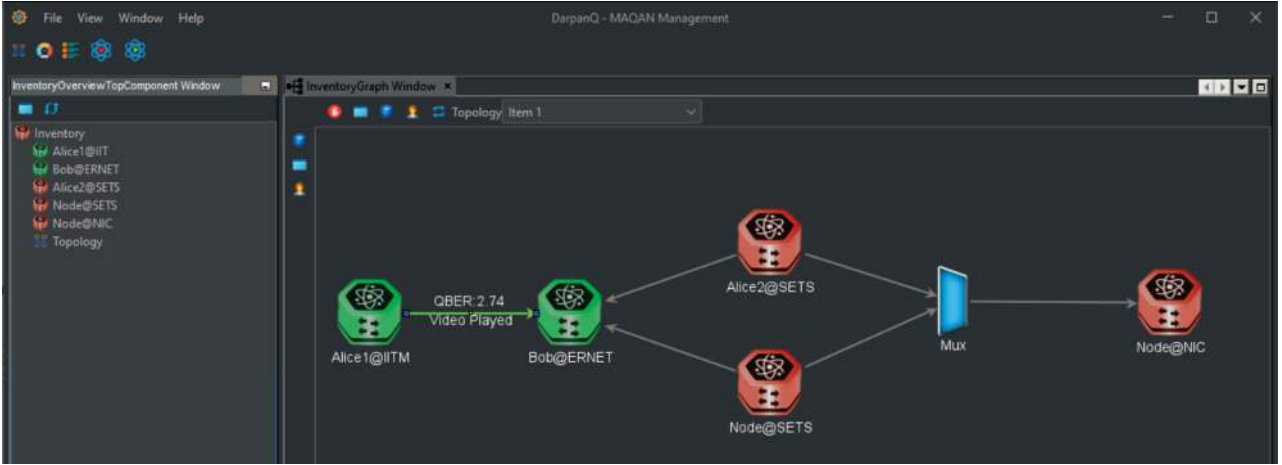 File View Window Help
DarpanQ - MAQAN Management
InventoryOverviewTopComponent Window
InventoryGraph Window
Topology Item 1
Inventory
Alice1@IIT
Bob@ERNET
Alice2@SETS
Node@SETS
Node@NIC
Topology
Alice2@SETS
QBER:2.74
Video Played
Alice1@IITM
Bob@ERNET
Mux
Node@NIC
Node@SETS